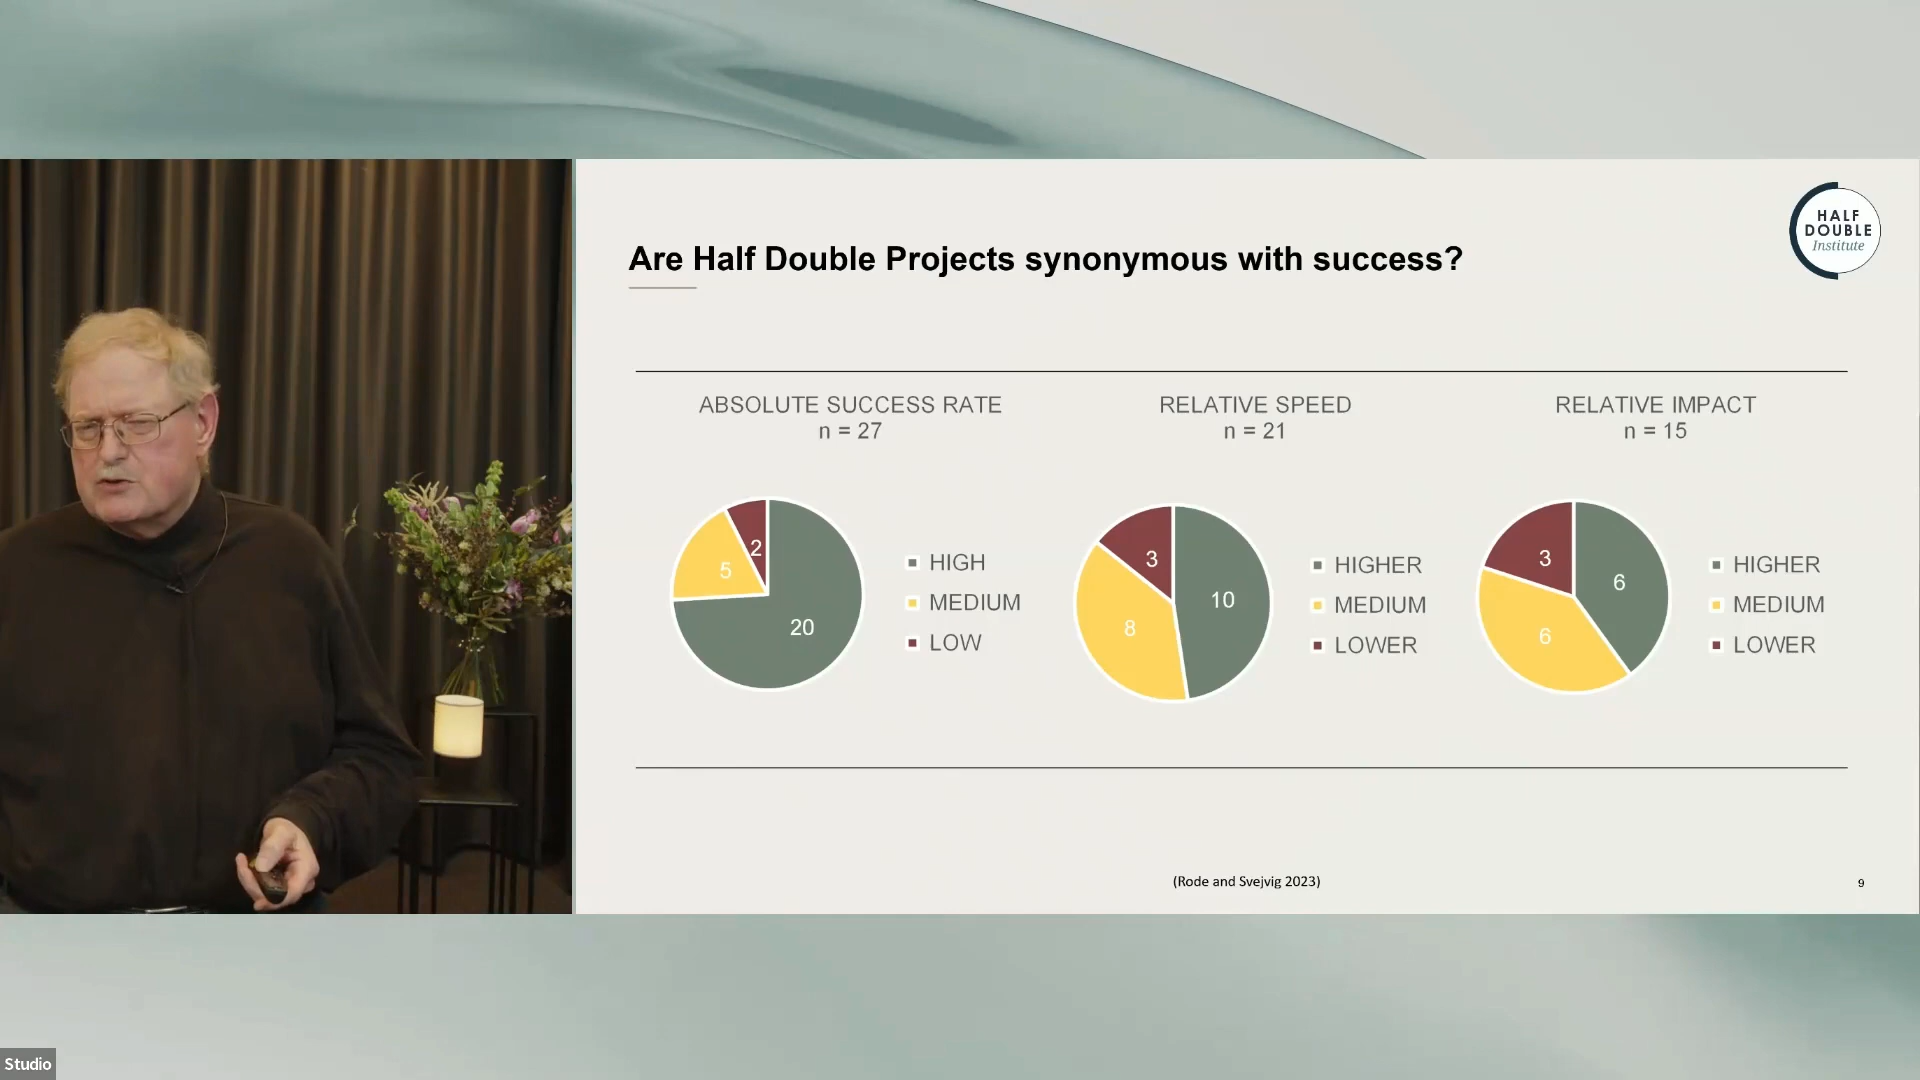 HALF
DOUBLE
Institute
Are Half Double Projects synonymous with success?
ABSOLUTE SUCCESS RATE
n = 27
2
5
20
HIGH
MEDIUM
LOW
RELATIVE SPEED
n = 21
3
10
8
HIGHER
MEDIUM
LOWER
RELATIVE IMPACT
n = 15
3
6
6
HIGHER
MEDIUM
LOWER
(Rode and Svejvig 2023)
9
Studio